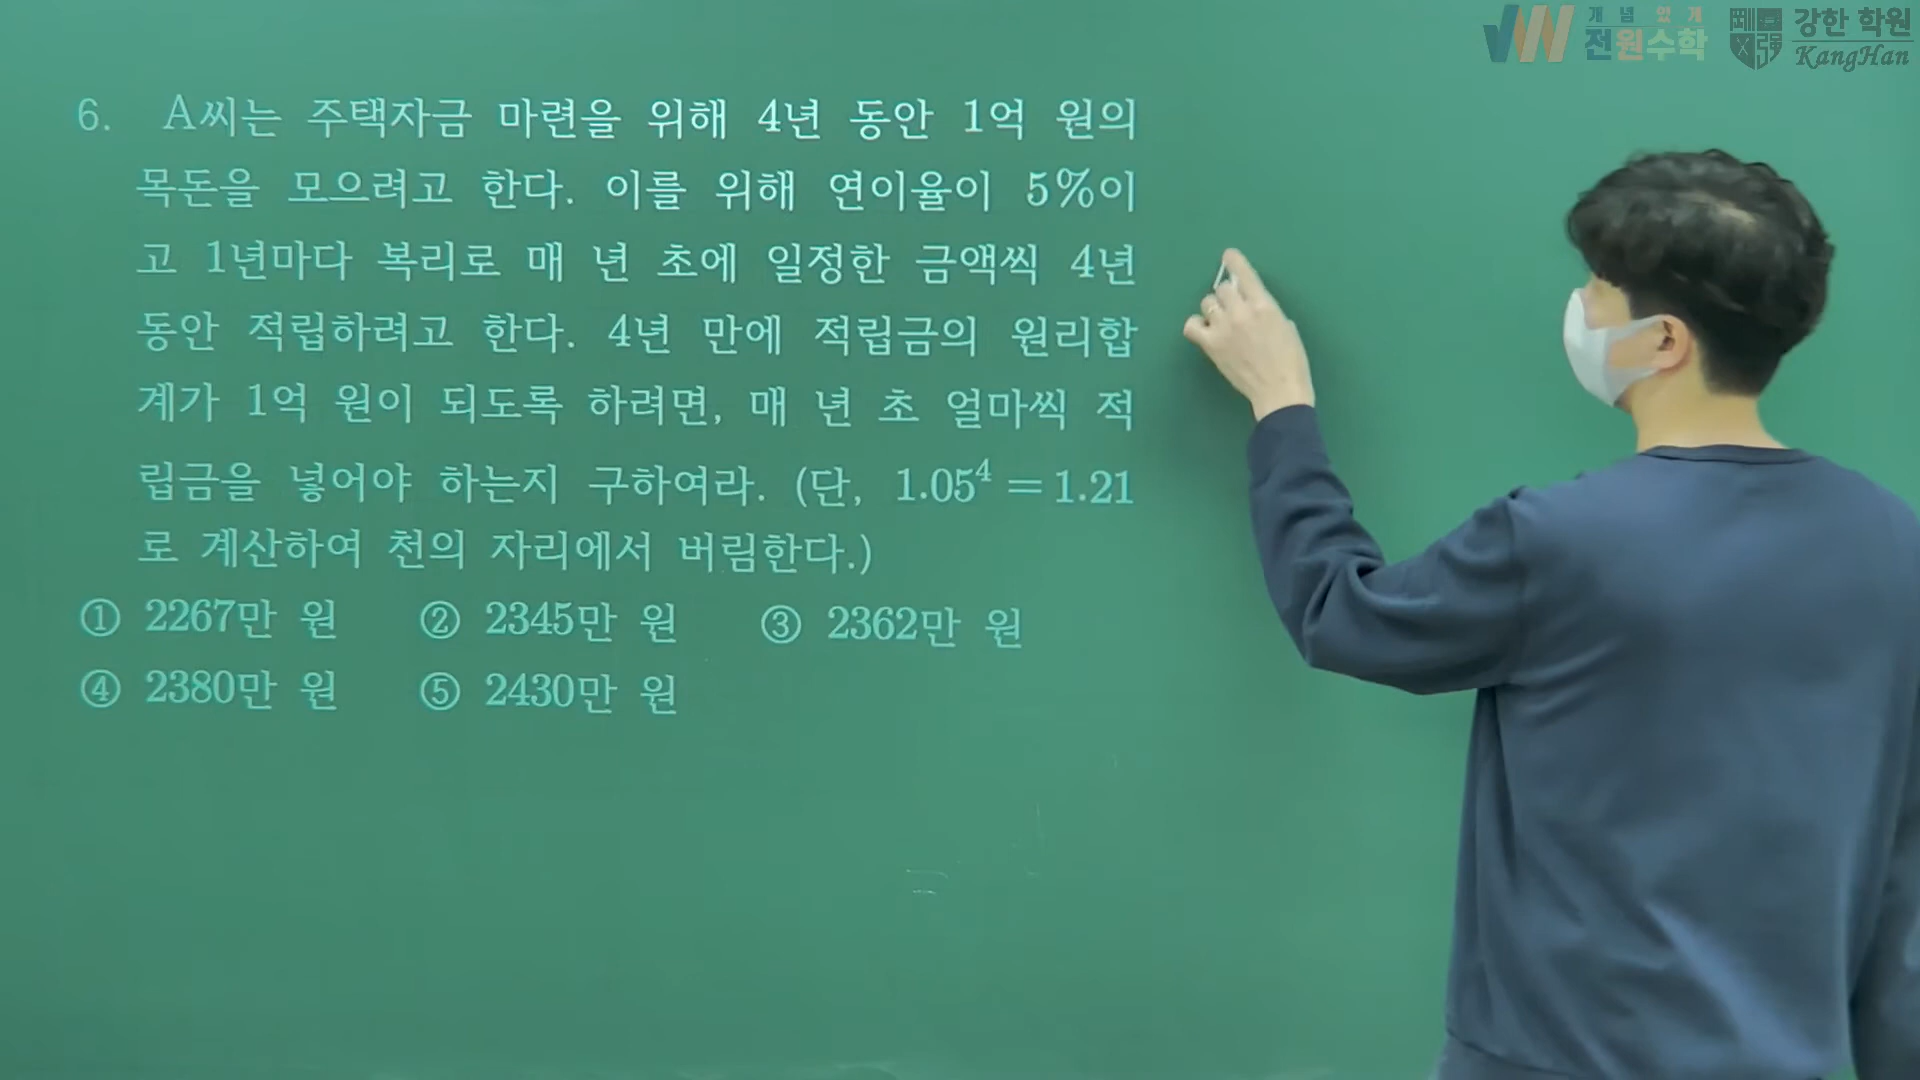 개념있게
전원수학
강한 학원
KangHan
6. A씨는 주택자금 마련을 위해 4년 동안 1억 원의
목돈을 모으려고 한다. 이를 위해 연이율이 5%이
고 1년마다 복리로 매 년 초에 일정한 금액씩 4년
동안 적립하려고 한다. 4년 만에 적립금의 원리합
계가 1억 원이 되도록 하려면, 매 년 초 얼마씩 적
립금을 넣어야 하는지 구하여라. (단, 1.05⁴ = 1.21
로 계산하여 천의 자리에서 버림한다.)
① 2267만 원 ② 2345만 원 ③ 2362만 원
④ 2380만 원 ⑤ 2430만 원